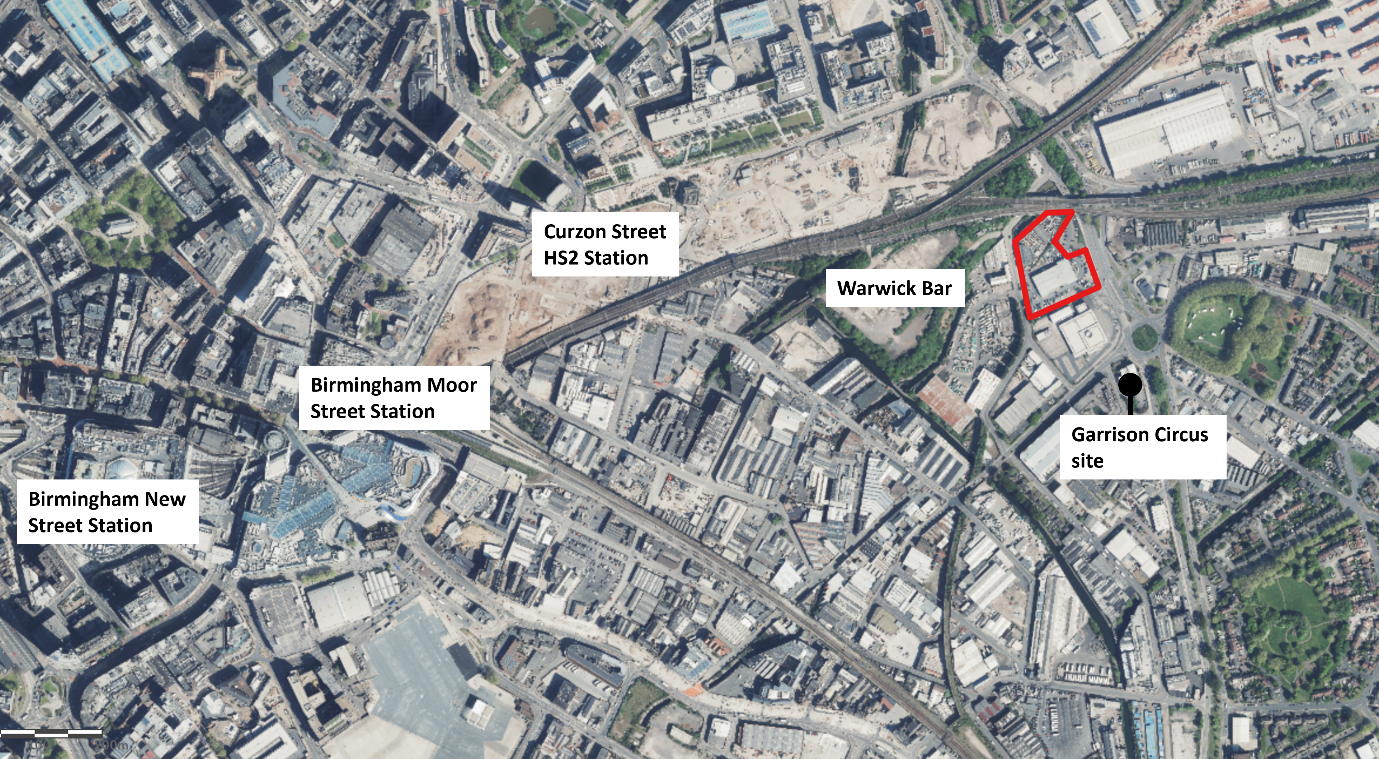 Curzon Street
HS2 Station
Warwick Bar
Birmingham Moor
Street Station
Garrison Circus
site
Birmingham New
Street Station